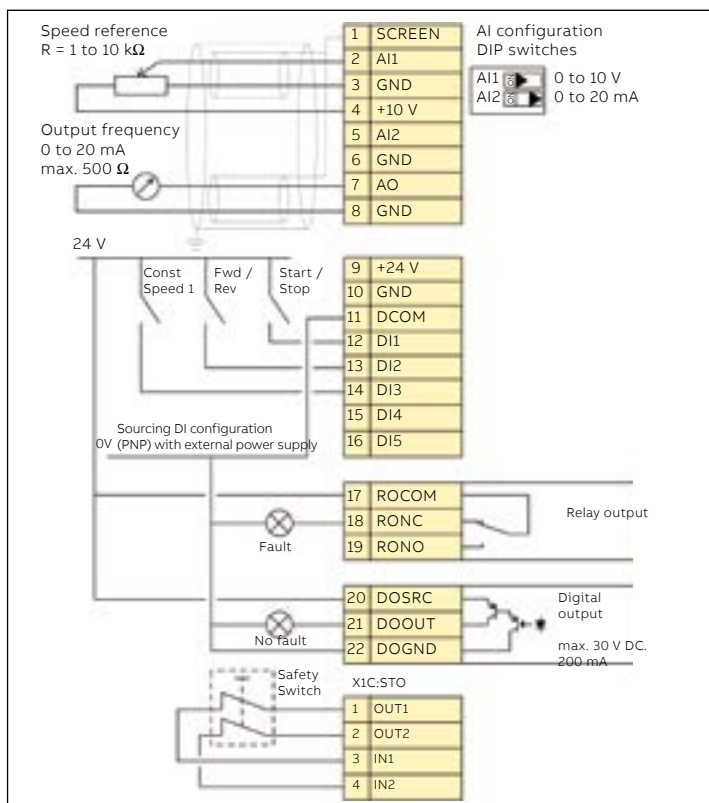 Speed reference
R = 1 to 10 kΩ
1 SCREEN
2 AI1
3 GND
4 +10 V
5 AI2
6 GND
7 AO
8 GND
AI configuration
DIP switches
AI1 ON 0 to 10 V
AI2 ON 0 to 20 mA
Output frequency
0 to 20 mA
max. 500 Ω
24 V
Const
Speed 1
Fwd /
Rev
Start /
Stop
9 +24 V
10 GND
11 DCOM
12 DI1
13 DI2
14 DI3
15 DI4
16 DI5
Sourcing DI configuration
0V (PNP) with external power supply
17 ROCOM
18 RONC
19 RONO
Relay output
Fault
20 DOSRC
21 DOOUT
22 DOGND
Digital
output
max. 30 V DC.
200 mA
No fault
Safety
Switch
X1C:STO
1 OUT1
2 OUT2
3 IN1
4 IN2